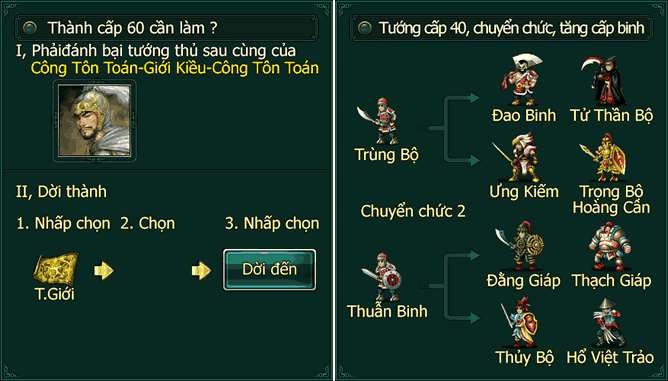 Thành cấp 60 cần làm ?
I, Phảiđánh bại tướng thủ sau cùng của
Công Tôn Toán-Giới Kiều-Công Tôn Toán
II, Dời thành
1. Nhấp chọn 2. Chọn 3. Nhấp chọn
T.Giới
Dời đến
Tướng cấp 40, chuyển chức, tăng cấp binh
Đao Binh
Tử Thần Bộ
Trùng Bộ
Ưng Kiếm
Trọng Bộ
Hoàng Cân
Chuyển chức 2
Đằng Giáp
Thạch Giáp
Thuẫn Binh
Thủy Bộ
Hổ Việt Trảo